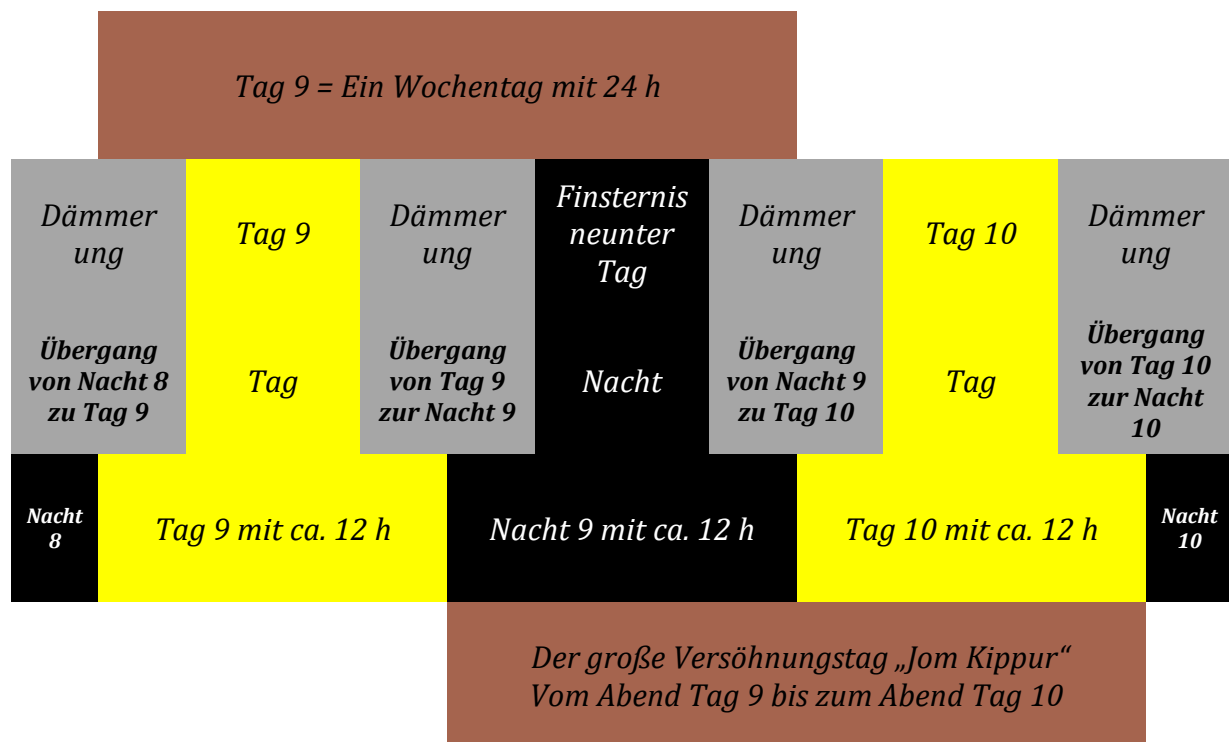 Tag 9 = Ein Wochentag mit 24 h
Dämmer
ung
Tag 9
Dämmer
ung
Finsternis
neunter
Tag
Dämmer
ung
Tag 10
Dämmer
ung
Übergang
von Nacht 8
zu Tag 9
Tag
Übergang
von Tag 9
zur Nacht 9
Nacht
Übergang
von Nacht 9
zu Tag 10
Tag
Übergang
von Tag 10
zur Nacht
10
Nacht
8
Tag 9 mit ca. 12 h
Nacht 9 mit ca. 12 h
Tag 10 mit ca. 12 h
Nacht
10
Der große Versöhnungstag „Jom Kippur“
Vom Abend Tag 9 bis zum Abend Tag 10